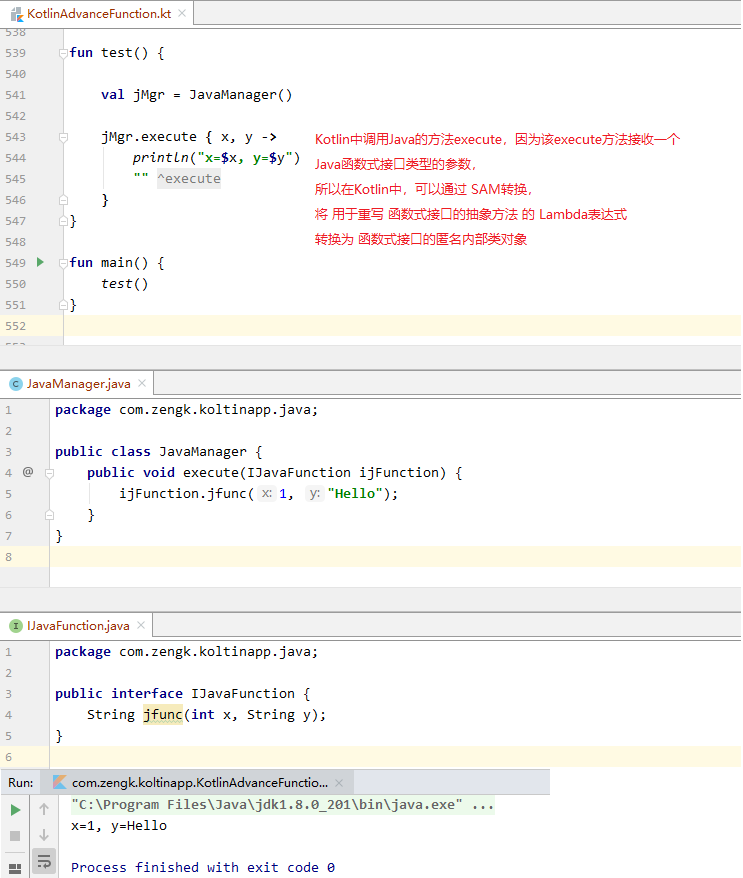 KotlinAdvanceFunction.kt
538
539 fun test() {
540
541 val jMgr = JavaManager()
542
543 jMgr.execute { x, y ->
544 println("x=$x, y=$y")
545 "" ^execute
546 }
547 }
548
549 fun main() {
550 test()
551 }
552
Kotlin中调用Java的方法execute，因为该execute方法接收一个
Java函数式接口类型的参数，
所以在Kotlin中，可以通过 SAM转换，
将 用于重写 函数式接口的抽象方法 的 Lambda表达式
转换为 函数式接口的匿名内部类对象
JavaManager.java
1 package com.zengk.koltinapp.java;
2
3 public class JavaManager {
4 @ public void execute(IJavaFunction ijFunction) {
5 ijFunction.jfunc( x: 1, y: "Hello");
6 }
7 }
8
IJavaFunction.java
1 package com.zengk.koltinapp.java;
2
3 public interface IJavaFunction {
4 String jfunc(int x, String y);
5 }
6
Run: com.zengk.koltinapp.KotlinAdvanceFunctio...
"C:\Program Files\Java\jdk1.8.0_201\bin\java.exe" ...
x=1, y=Hello
Process finished with exit code 0